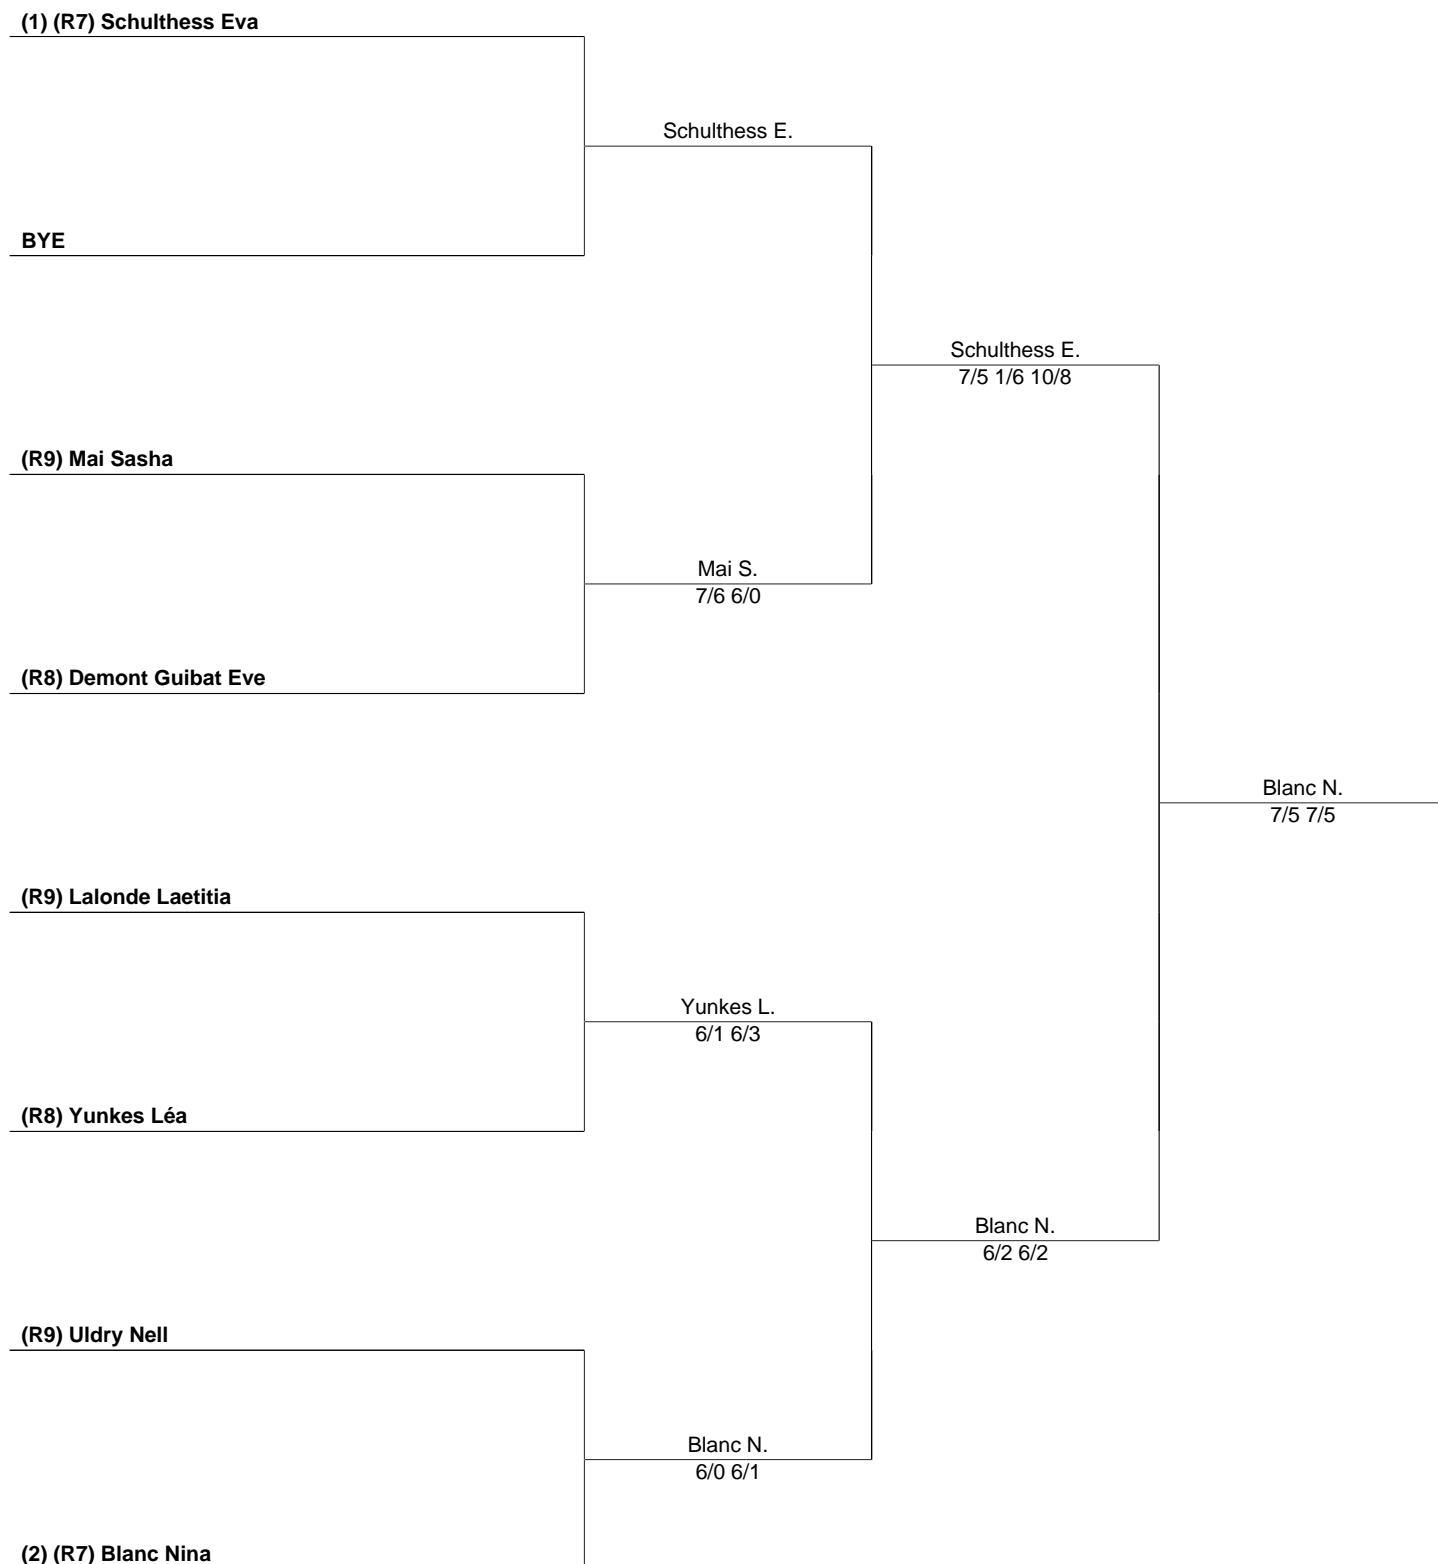 (1) (R7) Schulthess Eva
Schulthess E.
BYE
Schulthess E.
7/5 1/6 10/8
(R9) Mai Sasha
Mai S.
7/6 6/0
(R8) Demont Guibat Eve
Blanc N.
7/5 7/5
(R9) Lalonde Laetitia
Yunkes L.
6/1 6/3
(R8) Yunkes Léa
Blanc N.
6/2 6/2
(R9) Uldry Nell
Blanc N.
6/0 6/1
(2) (R7) Blanc Nina